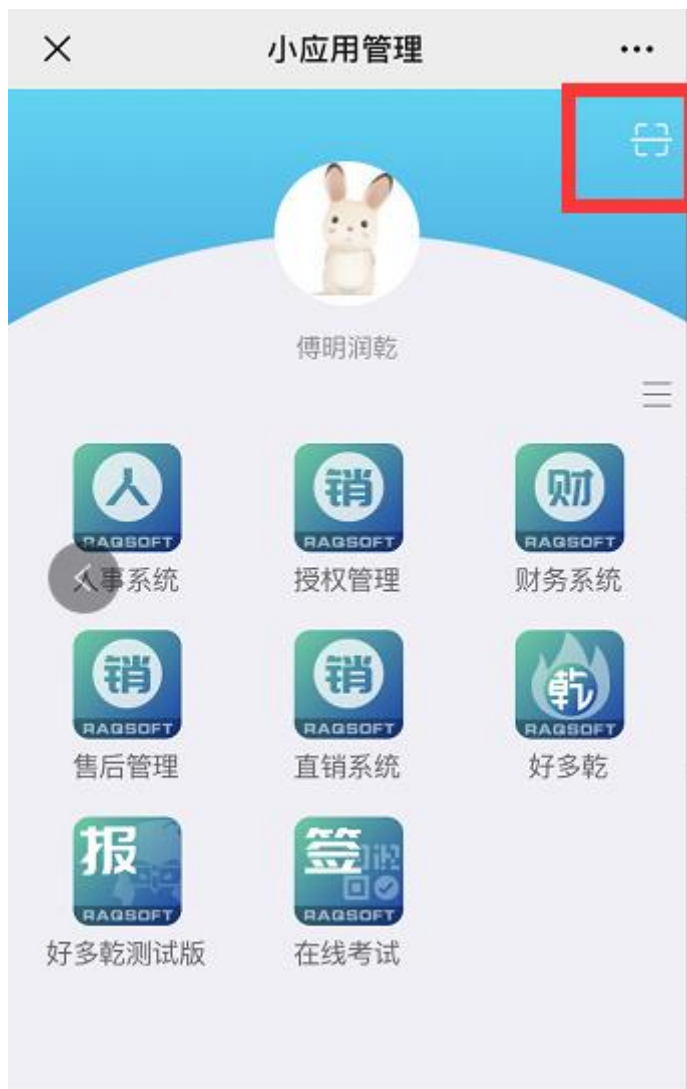 小应用管理
傅明润乾
人 销 财
RAQSOFT RAQSOFT RAQSOFT
人事系统 授权管理 财务系统
销 销 乾
RAQSOFT RAQSOFT RAQSOFT
售后管理 直销系统 好多乾
报 签
RAQSOFT RAQSOFT
好多乾测试版 在线考试